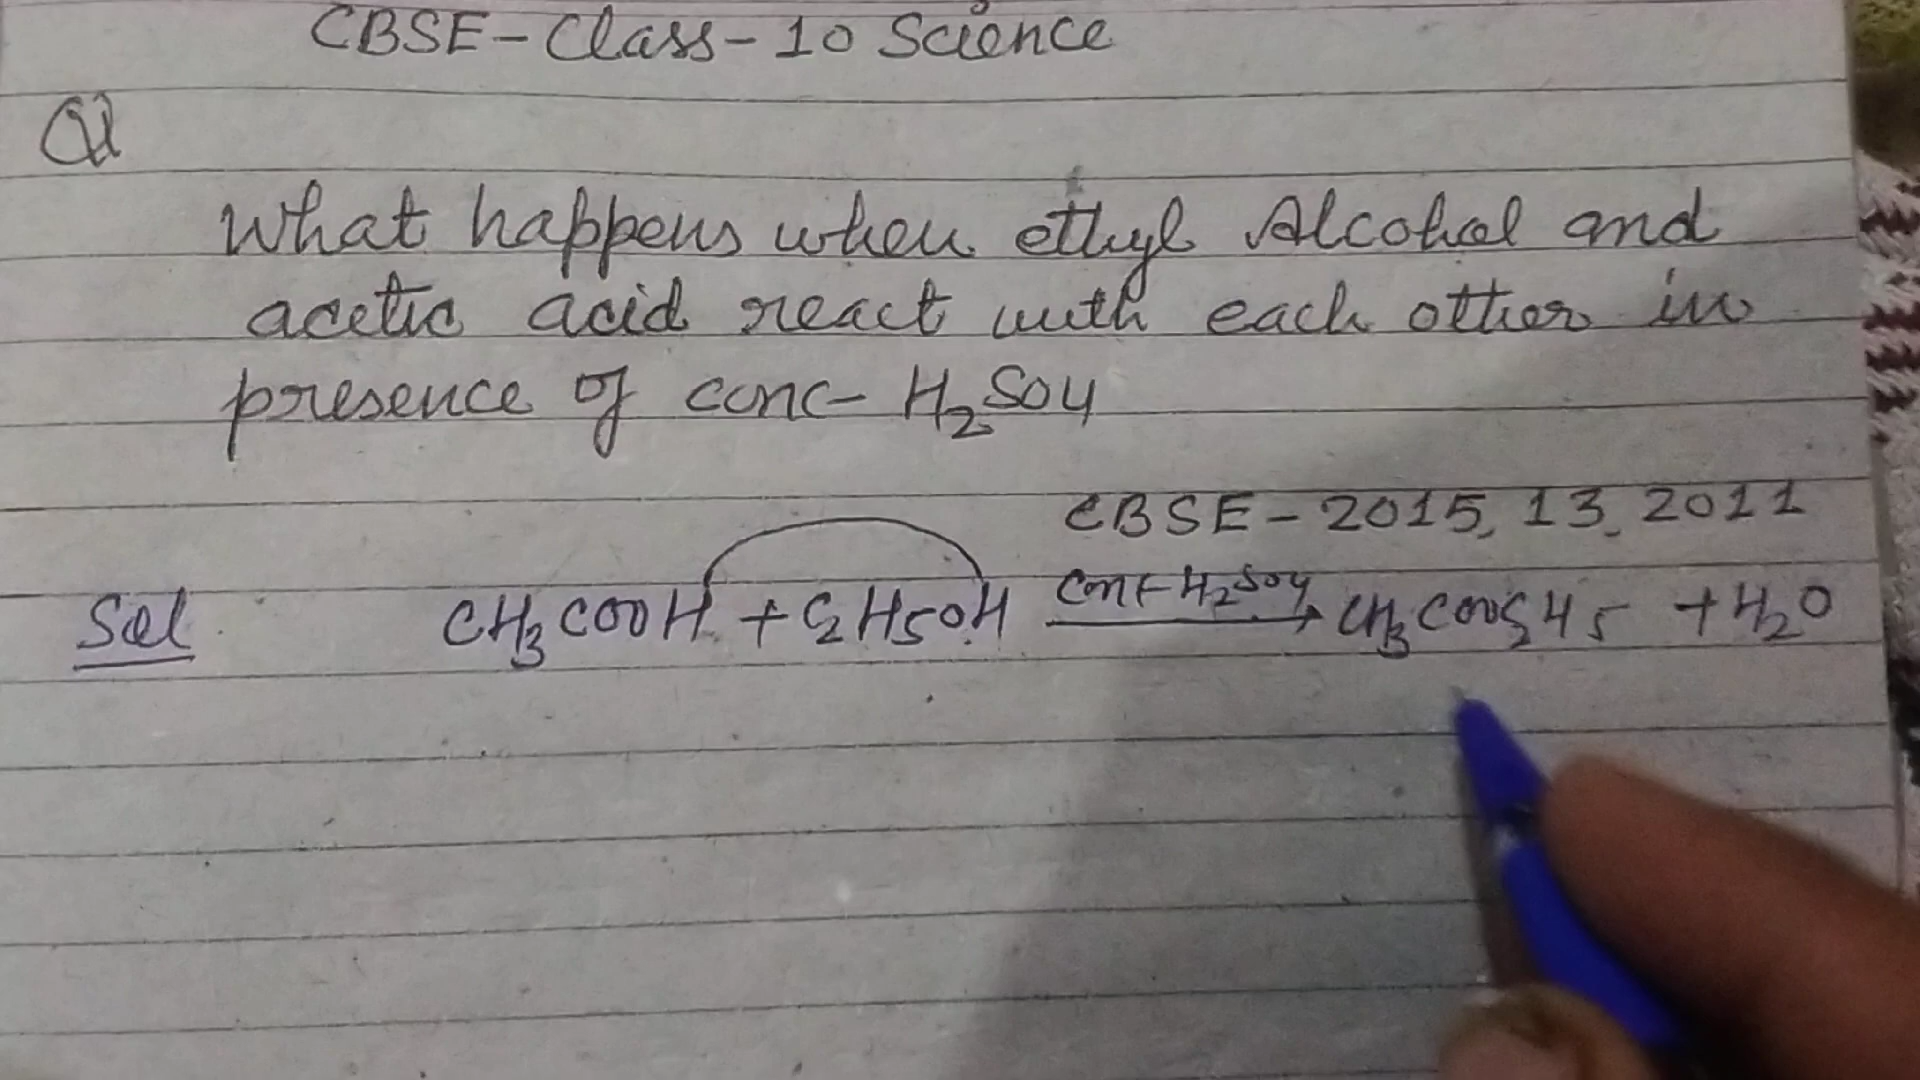 CBSE-Class-10 Science
Q1
What happens when ethyl Alcohol and
acetic acid react with each other in
presence of conc- H2SO4
CBSE-2015, 13, 2011
Sol CH3COOH + C2H5OH conc-H2SO4 → CH3COOC2H5 + H2O